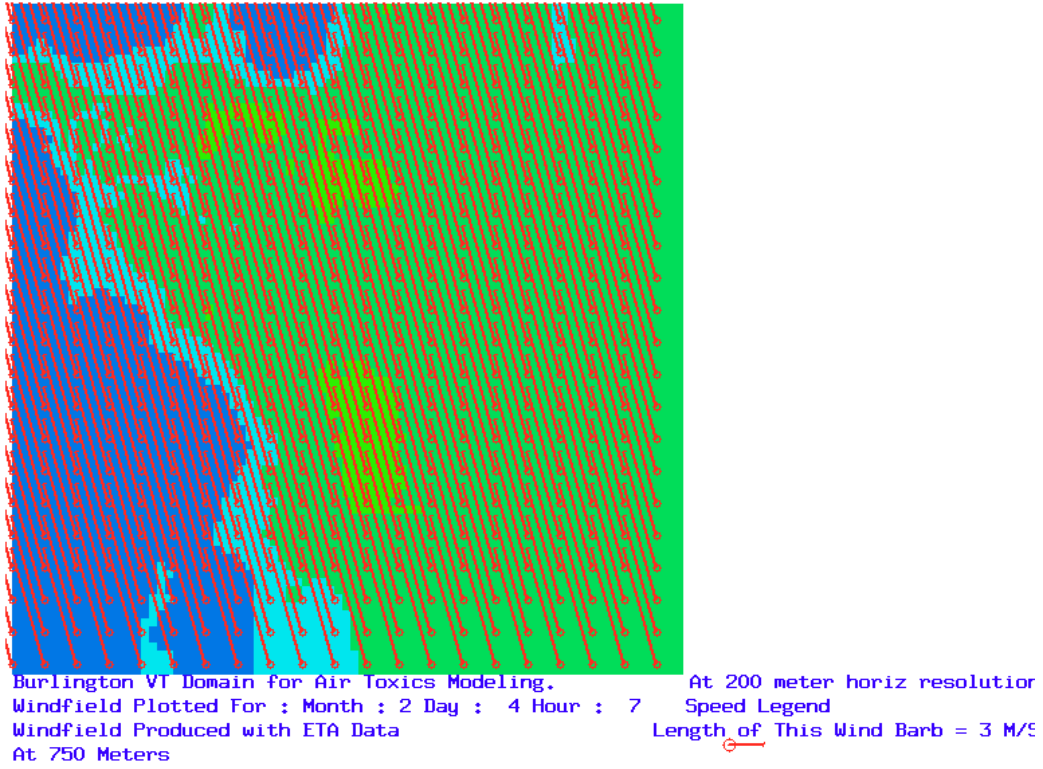 Burlington VT Domain for Air Toxics Modeling. At 200 meter horiz resolution
Windfield Plotted For : Month : 2 Day : 4 Hour : 7 Speed Legend
Windfield Produced with ETA Data Length of This Wind Barb = 3 M/S
At 750 Meters